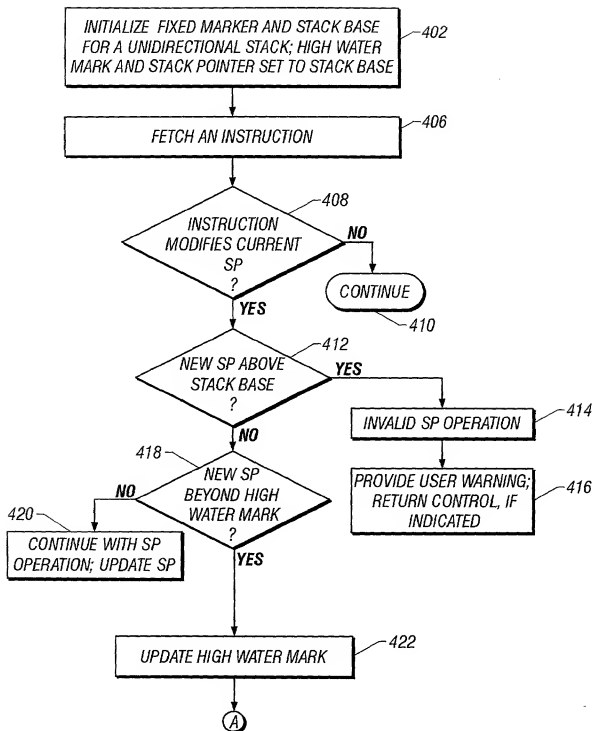 INITIALIZE FIXED MARKER AND STACK BASE
FOR A UNIDIRECTIONAL STACK; HIGH WATER
MARK AND STACK POINTER SET TO STACK BASE
402
FETCH AN INSTRUCTION
406
408
INSTRUCTION
MODIFIES CURRENT
SP
?
NO
CONTINUE
410
YES
412
NEW SP ABOVE
STACK BASE
?
YES
INVALID SP OPERATION
414
NO
PROVIDE USER WARNING;
RETURN CONTROL, IF
INDICATED
416
418
NEW SP
BEYOND HIGH
WATER MARK
?
NO
420
CONTINUE WITH SP
OPERATION; UPDATE SP
YES
UPDATE HIGH WATER MARK
422
A